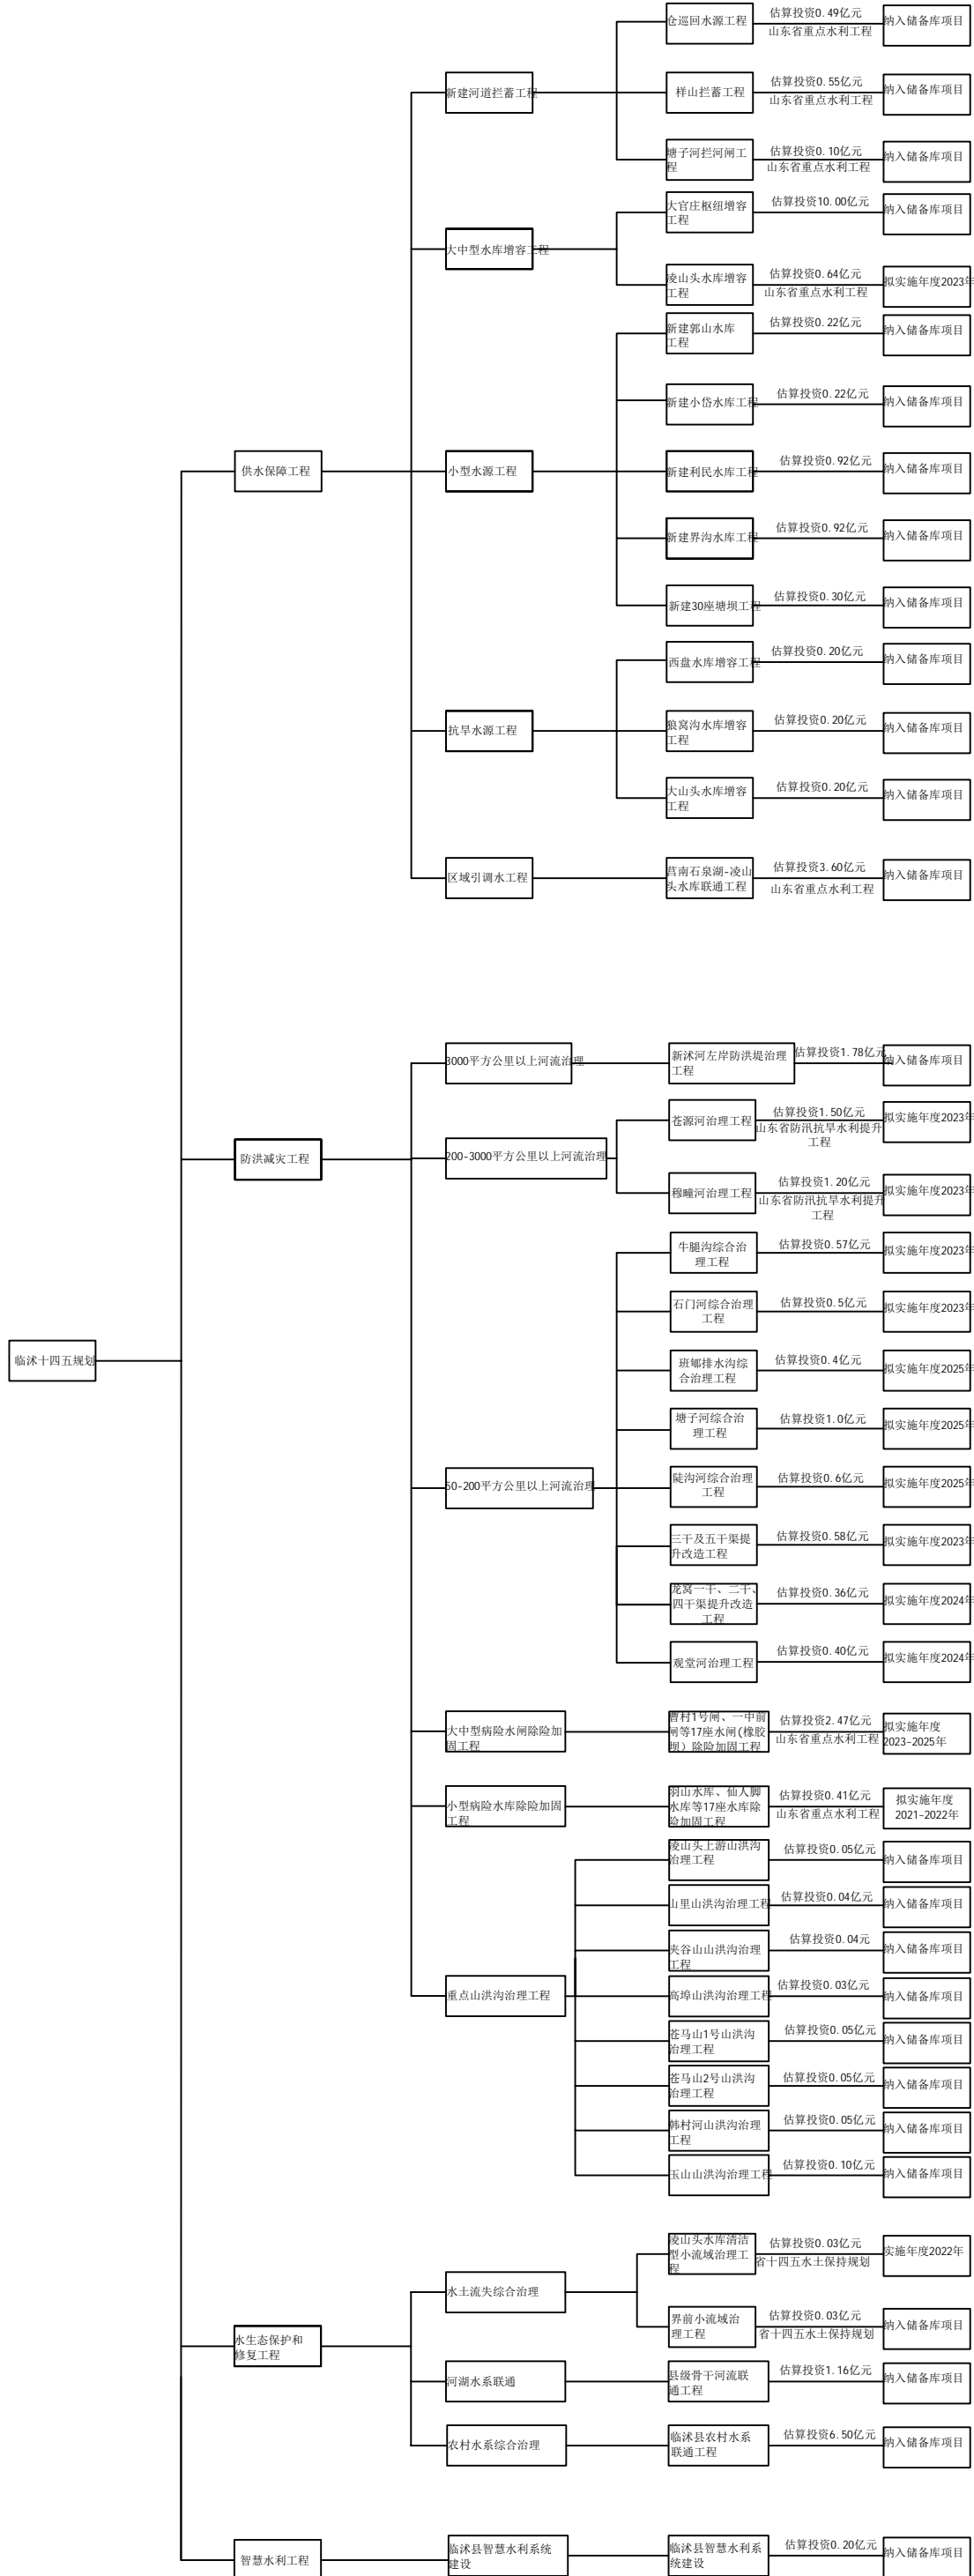 仓巡回水源工程
估算投资0.49亿元
山东省重点水利工程
纳入储备库项目
新建河道拦蓄工程
样山拦蓄工程
估算投资0.55亿元
山东省重点水利工程
纳入储备库项目
塘子河拦河闸工
程
估算投资0.10亿元
山东省重点水利工程
纳入储备库项目
大官庄枢纽增容
工程
估算投资10.00亿元
纳入储备库项目
大中型水库增容工程
凌山头水库增容
工程
估算投资0.64亿元
山东省重点水利工程
拟实施年度2023年
新建郭山水库
工程
估算投资0.22亿元
纳入储备库项目
新建小岱水库工程
估算投资0.22亿元
纳入储备库项目
供水保障工程
小型水源工程
新建利民水库工程
估算投资0.92亿元
纳入储备库项目
新建界沟水库工程
估算投资0.92亿元
纳入储备库项目
新建30座塘坝工程
估算投资0.30亿元
纳入储备库项目
西盘水库增容工程
估算投资0.20亿元
纳入储备库项目
抗旱水源工程
狼窝沟水库增容
工程
估算投资0.20亿元
纳入储备库项目
大山头水库增容
工程
估算投资0.20亿元
纳入储备库项目
区域引调水工程
莒南石泉湖-凌山
头水库联通工程
估算投资3.60亿元
山东省重点水利工程
纳入储备库项目
3000平方公里以上河流治理
新沭河左岸防洪堤治理
工程
估算投资1.78亿元
纳入储备库项目
苍源河治理工程
估算投资1.50亿元
山东省防汛抗旱水利提升
工程
拟实施年度2023年
防洪减灾工程
200-3000平方公里以上河流治理
穆疃河治理工程
估算投资1.20亿元
山东省防汛抗旱水利提升
工程
拟实施年度2023年
牛腿沟综合治
理工程
估算投资0.57亿元
拟实施年度2023年
石门河综合治理
工程
估算投资0.5亿元
拟实施年度2023年
临沭十四五规划
班郇排水沟综
合治理工程
估算投资0.4亿元
拟实施年度2025年
塘子河综合治
理工程
估算投资1.0亿元
拟实施年度2025年
50-200平方公里以上河流治理
陡沟河综合治理
工程
估算投资0.6亿元
拟实施年度2025年
三干及五干渠提
升改造工程
估算投资0.58亿元
拟实施年度2023年
龙窝一干、二干、
四干渠提升改造
工程
估算投资0.36亿元
拟实施年度2024年
观堂河治理工程
估算投资0.40亿元
拟实施年度2024年
大中型病险水闸除险加
固工程
曹村1号闸、一中前
闸等17座水闸(橡胶
坝）除险加固工程
估算投资2.47亿元
山东省重点水利工程
拟实施年度
2023-2025年
小型病险水库除险加固
工程
羽山水库、仙人脚
水库等17座水库除
险加固工程
估算投资0.41亿元
山东省重点水利工程
拟实施年度
2021-2022年
凌山头上游山洪沟
治理工程
估算投资0.05亿元
纳入储备库项目
山里山洪沟治理工程
估算投资0.04亿元
纳入储备库项目
夹谷山山洪沟治理
工程
估算投资0.04元
纳入储备库项目
重点山洪沟治理工程
高埠山洪沟治理工程
估算投资0.03亿元
纳入储备库项目
苍马山1号山洪沟
治理工程
估算投资0.05亿元
纳入储备库项目
苍马山2号山洪沟
治理工程
估算投资0.05亿元
纳入储备库项目
韩村河山洪沟治理
工程
估算投资0.05亿元
纳入储备库项目
玉山山洪沟治理工程
估算投资0.10亿元
纳入储备库项目
凌山头水库清洁
型小流域治理工
程
估算投资0.03亿元
省十四五水土保持规划
实施年度2022年
水土流失综合治理
界前小流域治
理工程
估算投资0.03亿元
省十四五水土保持规划
纳入储备库项目
水生态保护和
修复工程
河湖水系联通
县级骨干河流联
通工程
估算投资1.16亿元
纳入储备库项目
农村水系综合治理
临沭县农村水系
联通工程
估算投资6.50亿元
纳入储备库项目
智慧水利工程
临沭县智慧水利系统
建设
临沭县智慧水利系
统建设
估算投资0.20亿元
纳入储备库项目